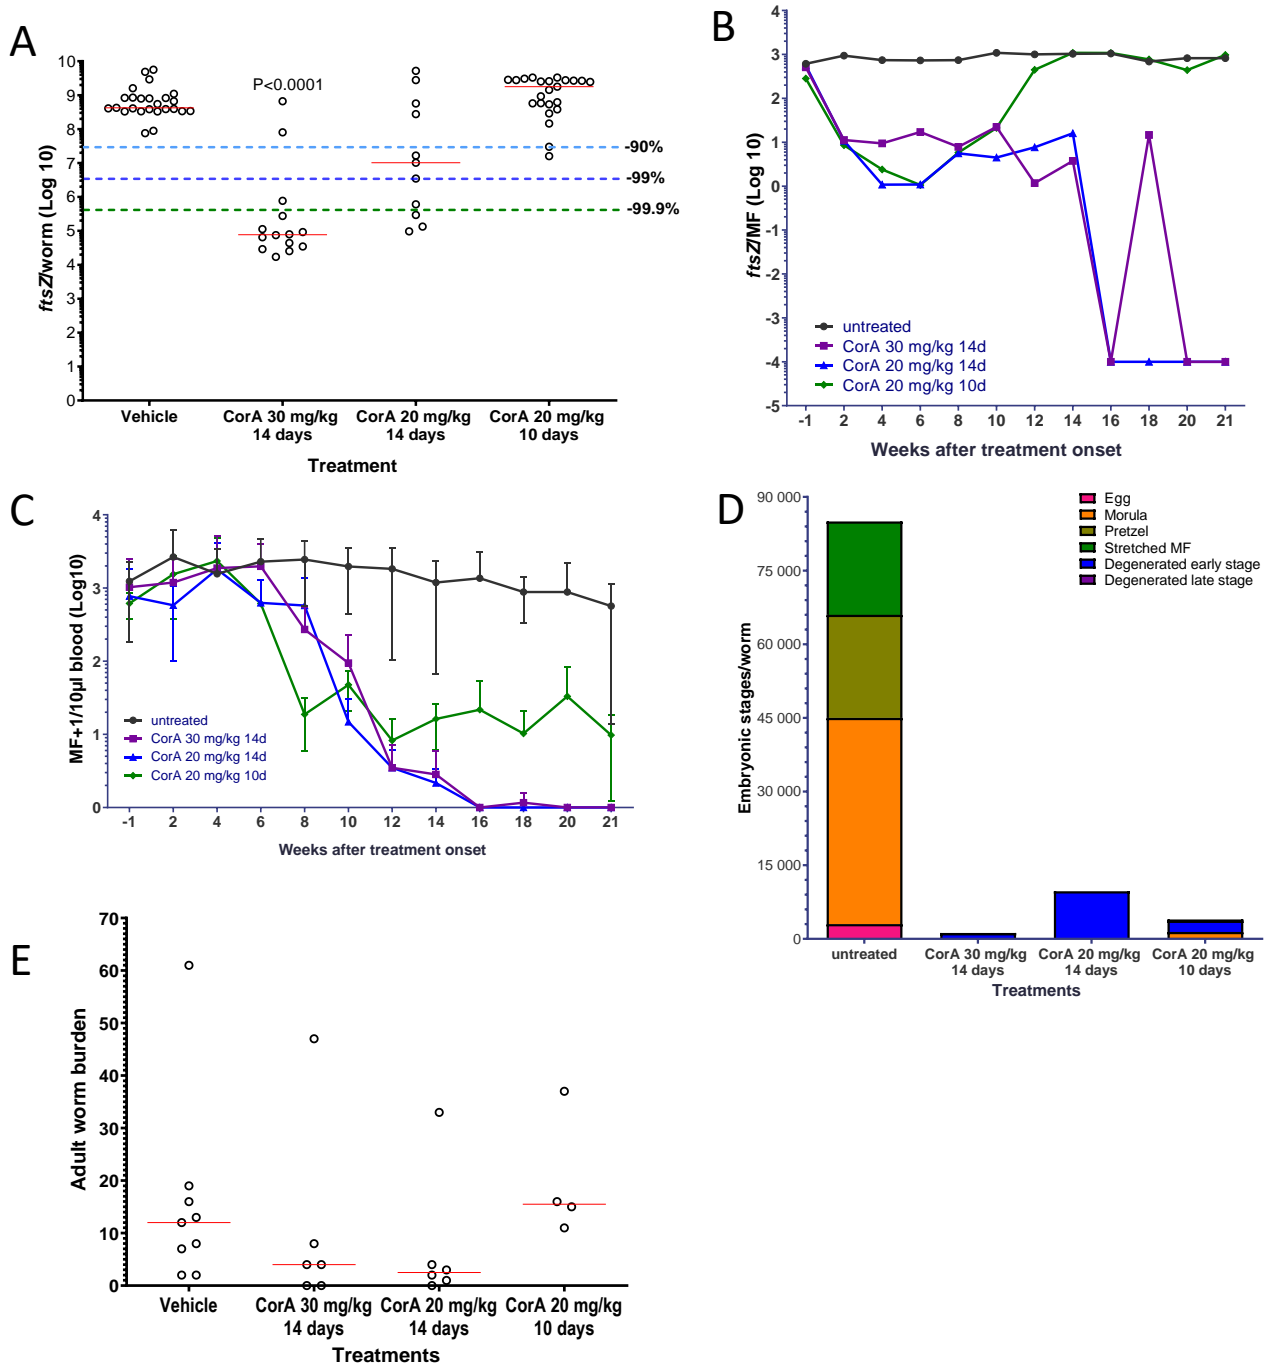 A
10
9
8
7
6
5
4
3
2
1
0
ftsZ/worm (Log 10)
P<0.0001
-90%
-99%
-99.9%
Vehicle
CorA 30 mg/kg
14 days
CorA 20 mg/kg
14 days
CorA 20 mg/kg
10 days
Treatment
B
4
3
2
1
0
-1
-2
-3
-4
-5
ftsZ/MF (Log 10)
untreated
CorA 30 mg/kg 14d
CorA 20 mg/kg 14d
CorA 20 mg/kg 10d
-1 2 4 6 8 10 12 14 16 18 20 21
Weeks after treatment onset
C
4
3
2
1
0
MF+1/10µl blood (Log10)
untreated
CorA 30 mg/kg 14d
CorA 20 mg/kg 14d
CorA 20 mg/kg 10d
-1 2 4 6 8 10 12 14 16 18 20 21
Weeks after treatment onset
D
90 000
75 000
60 000
45 000
30 000
15 000
0
Embryonic stages/worm
Egg
Morula
Pretzel
Stretched MF
Degenerated early stage
Degenerated late stage
untreated
CorA 30 mg/kg
14 days
CorA 20 mg/kg
14 days
CorA 20 mg/kg
10 days
Treatments
E
70
60
50
40
30
20
10
0
Adult worm burden
Vehicle
CorA 30 mg/kg
14 days
CorA 20 mg/kg
14 days
CorA 20 mg/kg
10 days
Treatments